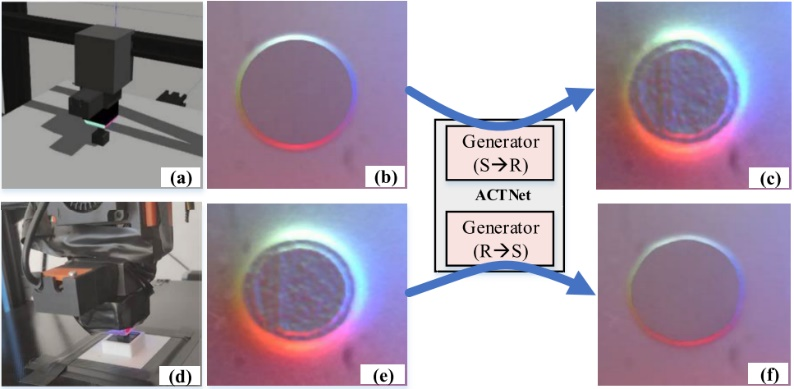 (a)
(b)
Generator
(S→R)
ACTNet
Generator
(R→S)
(c)
(d)
(e)
(f)